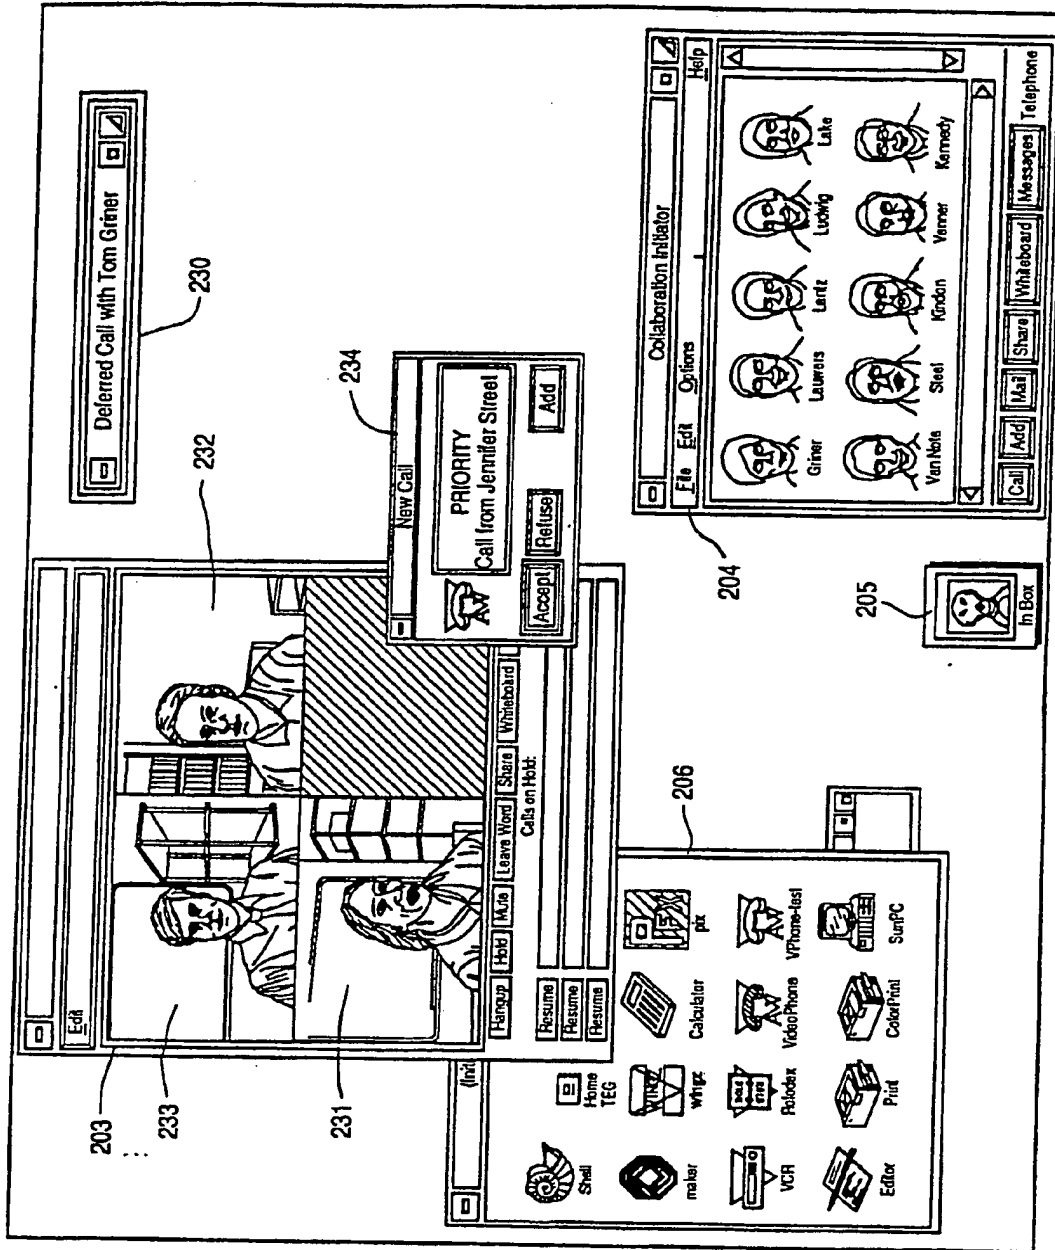 203
233
231
Edit
Hangup Hold Mute Leave Word Share Whiteboard
Calls on Hold:
Resume
Resume
Resume
232
230
Deferred Call with Tom Griner
234
New Call
PRIORITY
Call from Jennifer Street
Accept Refuse Add
206
Shell
Home
TEG
maker
wingz
Calculator
pix
VCR
Rolodex
VideoPhone
VPhone-test
Editor
Print
ColorPrint
SunPC
205
In Box
204
Collaboration Initiator
File Edit Options Help
Griner Lauwers Lantz Ludwig Lake
Van Note Steel Kindon Venner Kennedy
Call Add Mail Share Whiteboard Messages Telephone